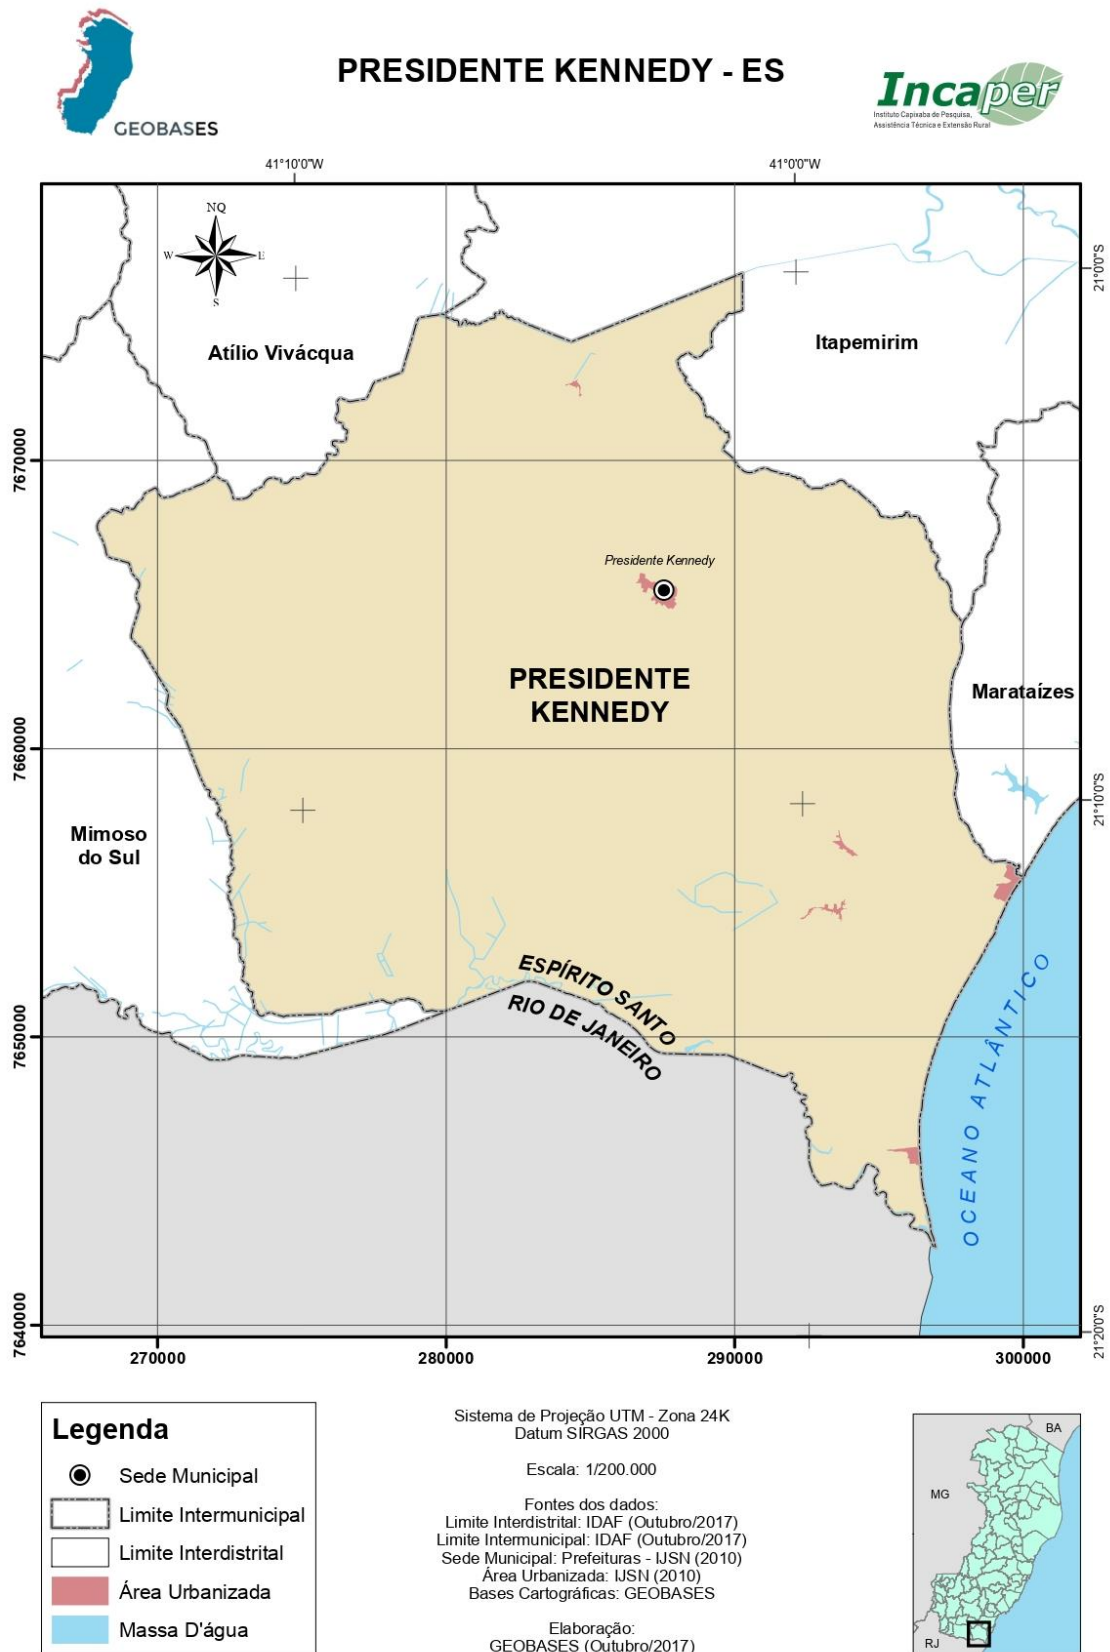 PRESIDENTE KENNEDY - ES
GEOBASES
Incaper
Instituto Capixaba de Pesquisa,
Assistência Técnica e Extensão Rural
41°10'0"W
41°0'0"W
NQ
W
E
S
21°0'0"S
Atílio Vivácqua
Itapemirim
7670000
Presidente Kennedy
PRESIDENTE
KENNEDY
Marataízes
7660000
21°10'0"S
Mimoso
do Sul
ESPÍRITO SANTO
RIO DE JANEIRO
OCEANO ATLÂNTICO
7650000
7640000
21°20'0"S
270000
280000
290000
300000
Legenda
Sede Municipal
Limite Intermunicipal
Limite Interdistrital
Área Urbanizada
Massa D'água
Sistema de Projeção UTM - Zona 24K
Datum SIRGAS 2000
Escala: 1/200.000
Fontes dos dados:
Limite Interdistrital: IDAF (Outubro/2017)
Limite Intermunicipal: IDAF (Outubro/2017)
Sede Municipal: Prefeituras - IJSN (2010)
Área Urbanizada: IJSN (2010)
Bases Cartográficas: GEOBASES
Elaboração:
GEOBASES (Outubro/2017)
BA
MG
RJ